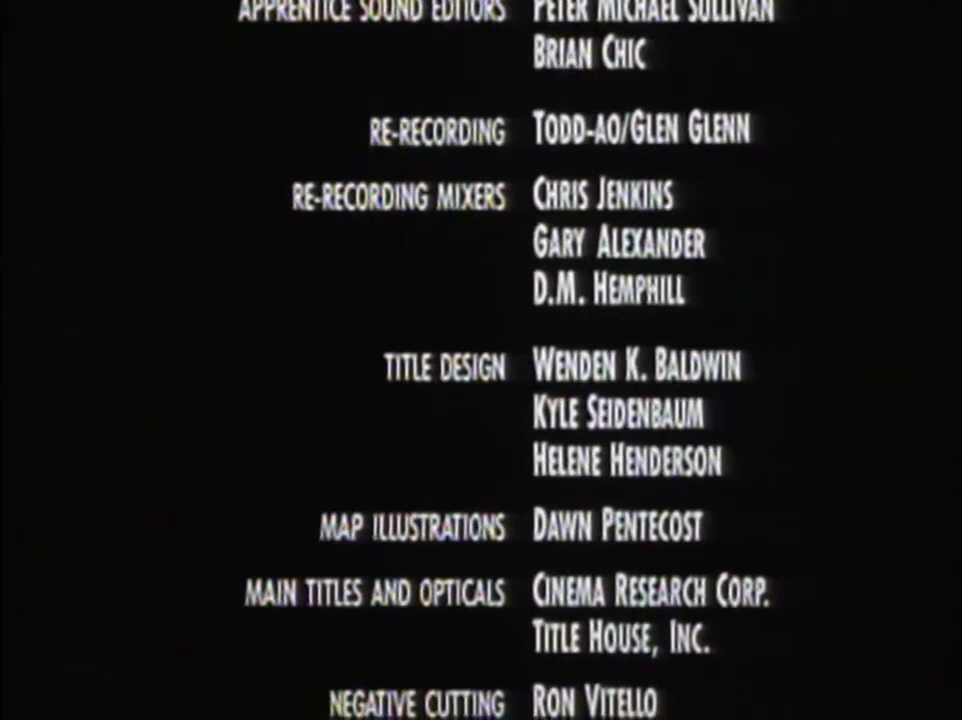 APPRENTICE SOUND EDITORS PETER MICHAEL SULLIVAN
BRIAN CHIC
RE-RECORDING TODD-AO/GLEN GLENN
RE-RECORDING MIXERS CHRIS JENKINS
GARY ALEXANDER
D.M. HEMPHILL
TITLE DESIGN WENDEN K. BALDWIN
KYLE SEIDENBAUM
HELENE HENDERSON
MAP ILLUSTRATIONS DAWN PENTECOST
MAIN TITLES AND OPTICALS CINEMA RESEARCH CORP.
TITLE HOUSE, INC.
NEGATIVE CUTTING RON VITELLO